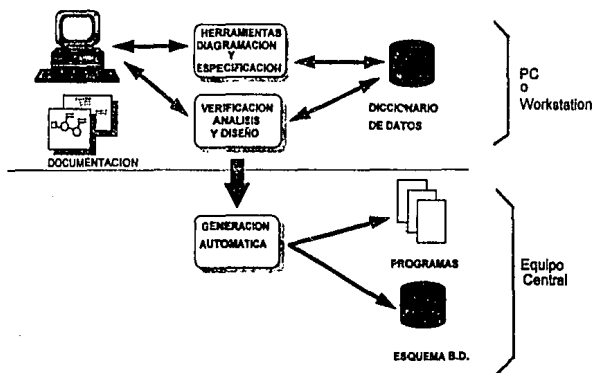 HERRAMIENTAS
DIAGRAMACION
Y
ESPECIFICACION
VERIFICACION
ANALISIS
Y DISEÑO
DICCIONARIO
DE DATOS
DOCUMENTACION
PC
o
Workstation
GENERACION
AUTOMATICA
PROGRAMAS
ESQUEMA B.D.
Equipo
Central